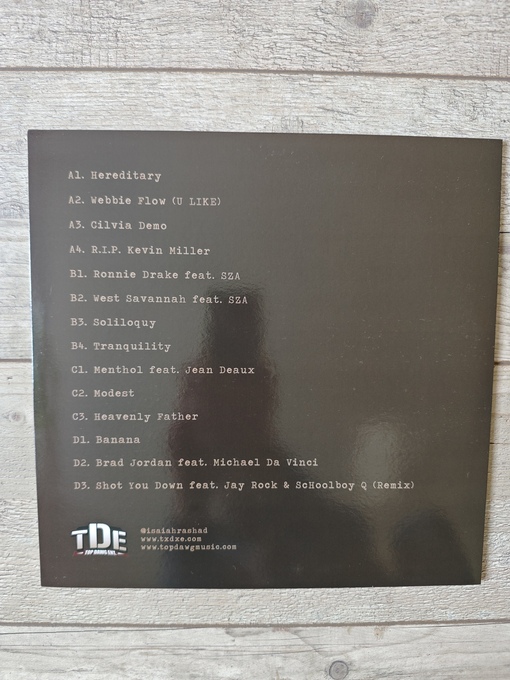 A1. Hereditary
A2. Webbie Flow (U LIKE)
A3. Cilvia Demo
A4. R.I.P. Kevin Miller
B1. Ronnie Drake feat. SZA
B2. West Savannah feat. SZA
B3. Soliloquy
B4. Tranquility
C1. Menthol feat. Jean Deaux
C2. Modest
C3. Heavenly Father
D1. Banana
D2. Brad Jordan feat. Michael Da Vinci
D3. Shot You Down feat. Jay Rock & ScHoolboy Q (Remix)
TDE
TOP DAWG ENT.
@isaiahrashad
www.txdxe.com
www.topdawgmusic.com